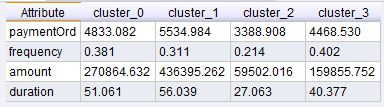 Attribute cluster_0 cluster_1 cluster_2 cluster_3
paymentOrd 4833.082 5534.984 3388.908 4468.530
frequency 0.381 0.311 0.214 0.402
amount 270864.632 436395.262 59502.016 159855.752
duration 51.061 56.039 27.063 40.377